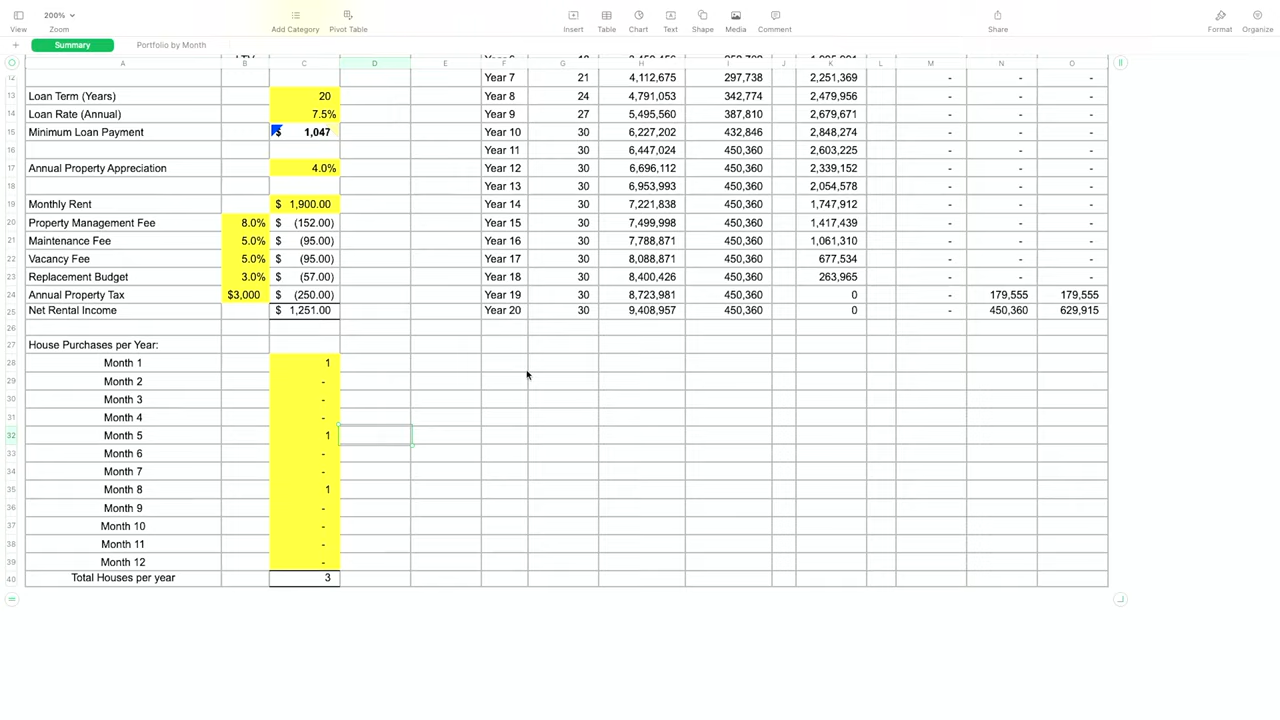 200%
View Zoom Add Category Pivot Table Insert Table Chart Text Shape Media Comment Share Format Organize
Summary Portfolio by Month
A B C D E F G H I J K L M N O
12 Year 7 21 4,112,675 297,738 2,251,369 - - -
13 Loan Term (Years) 20 Year 8 24 4,791,053 342,774 2,479,956 - - -
14 Loan Rate (Annual) 7.5% Year 9 27 5,495,560 387,810 2,679,671 - - -
15 Minimum Loan Payment $ 1,047 Year 10 30 6,227,202 432,846 2,848,274 - - -
16 Year 11 30 6,447,024 450,360 2,603,225 - - -
17 Annual Property Appreciation 4.0% Year 12 30 6,696,112 450,360 2,339,152 - - -
18 Year 13 30 6,953,993 450,360 2,054,578 - - -
19 Monthly Rent $ 1,900.00 Year 14 30 7,221,838 450,360 1,747,912 - - -
20 Property Management Fee 8.0% $ (152.00) Year 15 30 7,499,998 450,360 1,417,439 - - -
21 Maintenance Fee 5.0% $ (95.00) Year 16 30 7,788,871 450,360 1,061,310 - - -
22 Vacancy Fee 5.0% $ (95.00) Year 17 30 8,088,871 450,360 677,534 - - -
23 Replacement Budget 3.0% $ (57.00) Year 18 30 8,400,426 450,360 263,965 - - -
24 Annual Property Tax $3,000 $ (250.00) Year 19 30 8,723,981 450,360 0 - 179,555 179,555
25 Net Rental Income $ 1,251.00 Year 20 30 9,408,957 450,360 0 - 450,360 629,915
26
27 House Purchases per Year:
28 Month 1 1
29 Month 2 -
30 Month 3 -
31 Month 4 -
32 Month 5 1
33 Month 6 -
34 Month 7 -
35 Month 8 1
36 Month 9 -
37 Month 10 -
38 Month 11 -
39 Month 12 -
40 Total Houses per year 3